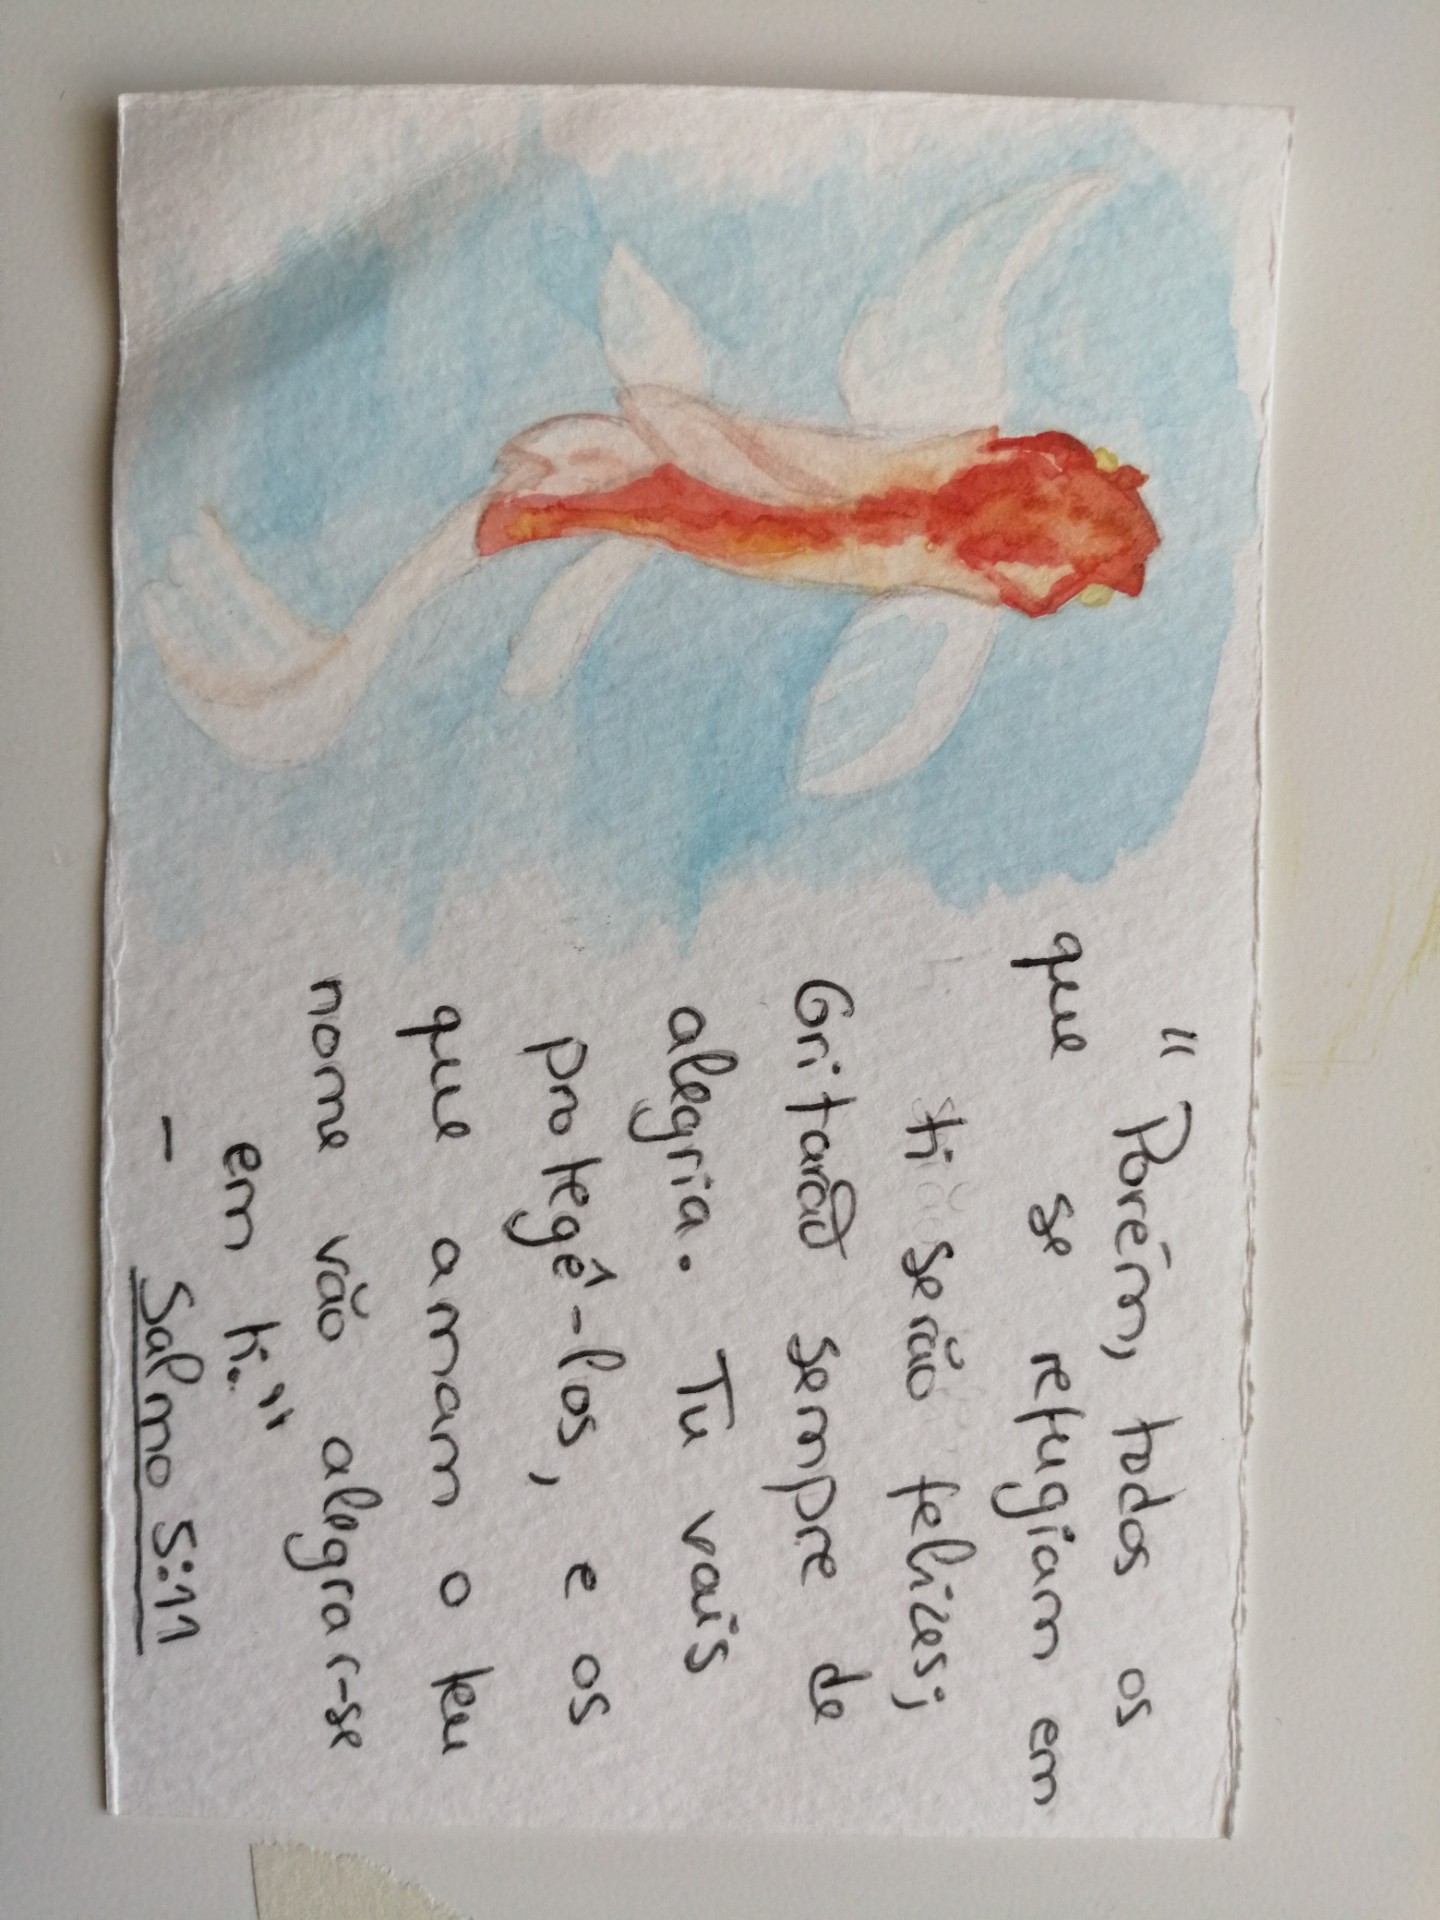 “ Porém, todos os
que se refugiam em
ti serão felizes;
Gritarão sempre de
alegria. Tu vais
protegê-los, e os
que amam o teu
nome vão alegrar-se
em ti.”
— Salmo 5:11